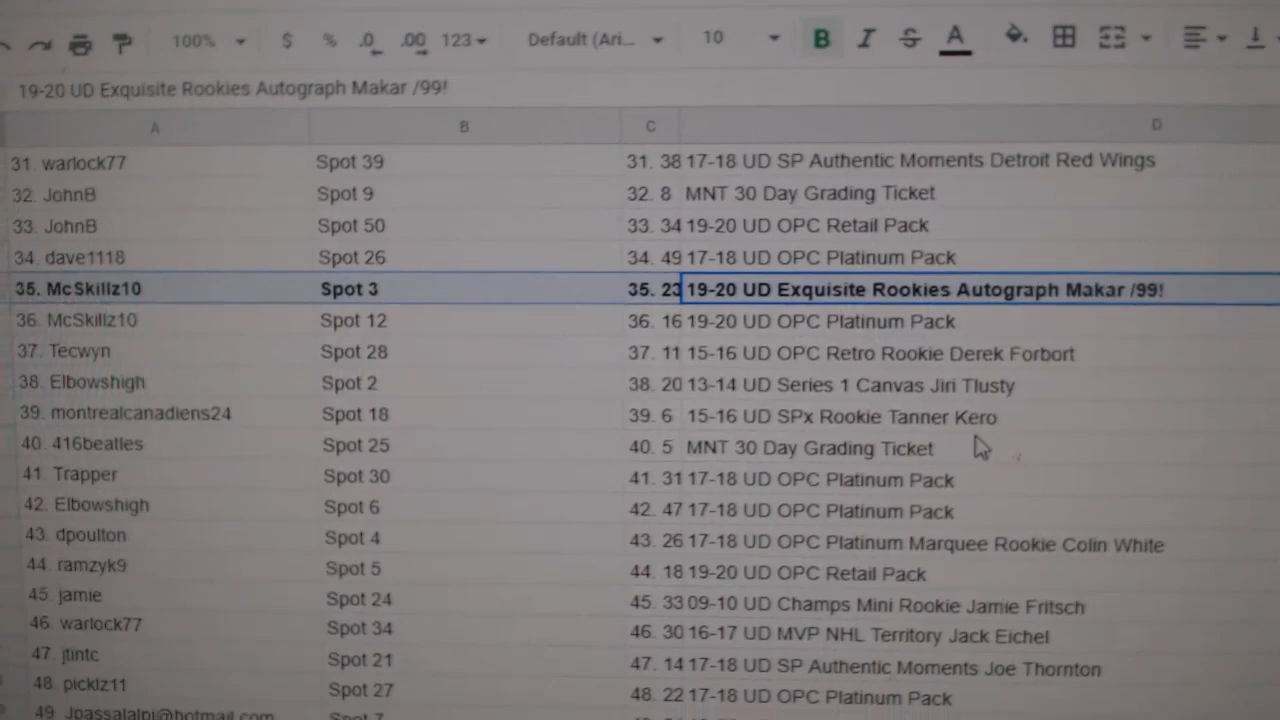 100% $ % .0 .00 123 Default (Ari... 10 B I S A
19-20 UD Exquisite Rookies Autograph Makar /99!
A B C D
31. warlock77 Spot 39 31. 38 17-18 UD SP Authentic Moments Detroit Red Wings
32. JohnB Spot 9 32. 8 MNT 30 Day Grading Ticket
33. JohnB Spot 50 33. 34 19-20 UD OPC Retail Pack
34. dave1118 Spot 26 34. 49 17-18 UD OPC Platinum Pack
35. McSkillz10 Spot 3 35. 23 19-20 UD Exquisite Rookies Autograph Makar /99!
36. McSkillz10 Spot 12 36. 16 19-20 UD OPC Platinum Pack
37. Tecwyn Spot 28 37. 11 15-16 UD OPC Retro Rookie Derek Forbort
38. Elbowshigh Spot 2 38. 20 13-14 UD Series 1 Canvas Jiri Tlusty
39. montrealcanadiens24 Spot 18 39. 6 15-16 UD SPx Rookie Tanner Kero
40. 416beatles Spot 25 40. 5 MNT 30 Day Grading Ticket
41. Trapper Spot 30 41. 31 17-18 UD OPC Platinum Pack
42. Elbowshigh Spot 6 42. 47 17-18 UD OPC Platinum Pack
43. dpoulton Spot 4 43. 26 17-18 UD OPC Platinum Marquee Rookie Colin White
44. ramzyk9 Spot 5 44. 18 19-20 UD OPC Retail Pack
45. jamie Spot 24 45. 33 09-10 UD Champs Mini Rookie Jamie Fritsch
46. warlock77 Spot 34 46. 30 16-17 UD MVP NHL Territory Jack Eichel
47. jtintc Spot 21 47. 14 17-18 UD SP Authentic Moments Joe Thornton
48. picklz11 Spot 27 48. 22 17-18 UD OPC Platinum Pack
49. Jpassalalpi@hotmail.com Spot 7